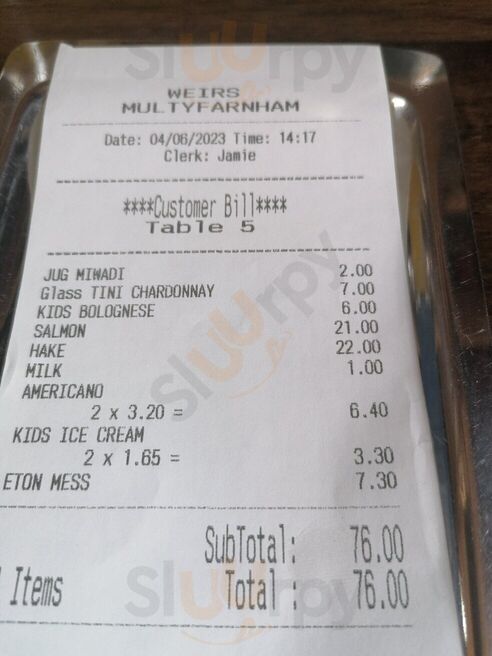 Sluurpy
WEIRS
MULTYFARNHAM
Date: 04/06/2023 Time: 14:17
Clerk: Jamie
****Customer Bill****
Table 5
JUG MIWADI 2.00
Glass TINI CHARDONNAY 7.00
KIDS BOLOGNESE 6.00
SALMON 21.00
HAKE 22.00
MILK 1.00
AMERICANO
2 x 3.20 = 6.40
KIDS ICE CREAM
2 x 1.65 = 3.30
ETON MESS 7.30
SubTotal: 76.00
Items Total : 76.00
Sluurpy
Sluurpy